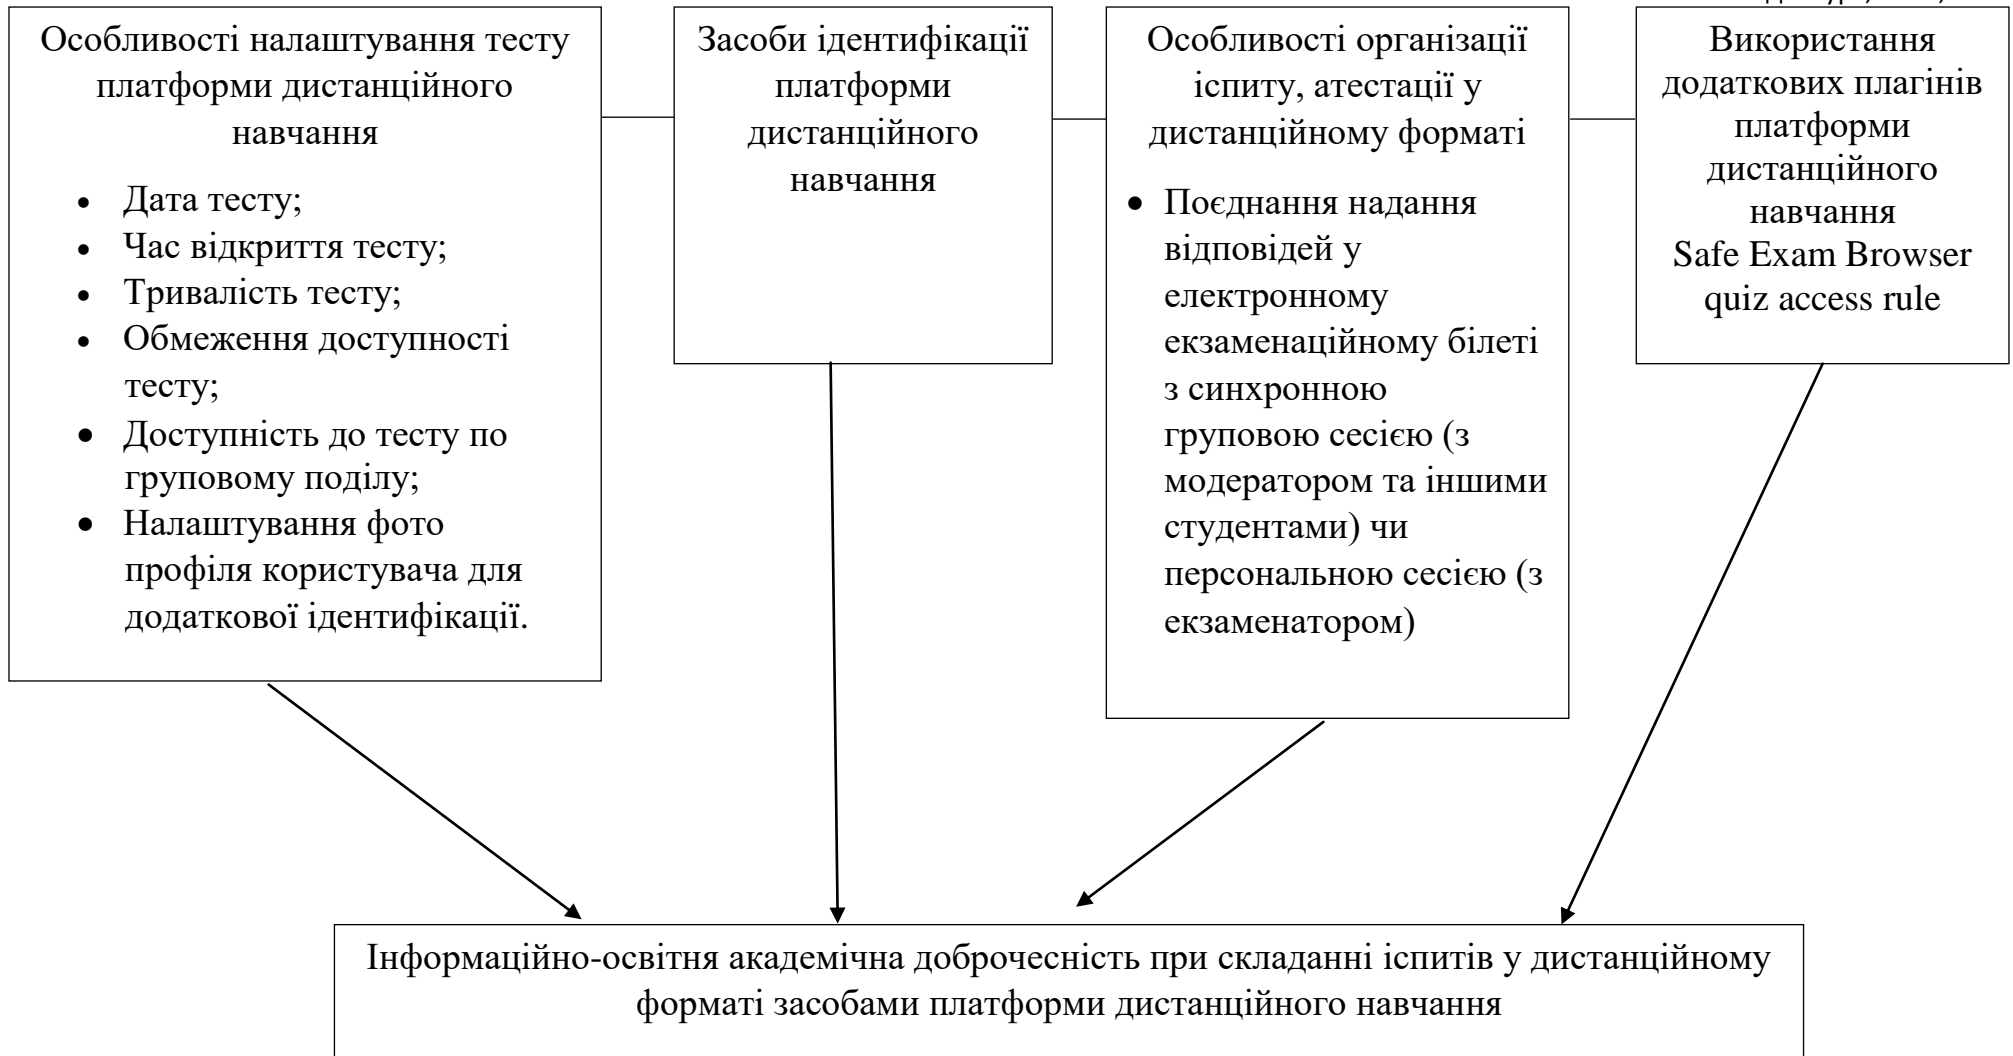 Особливості налаштування тесту
платформи дистанційного
навчання
• Дата тесту;
• Час відкриття тесту;
• Тривалість тесту;
• Обмеження доступності
тесту;
• Доступність до тесту по
груповому поділу;
• Налаштування фото
профіля користувача для
додаткової ідентифікації.
Засоби ідентифікації
платформи
дистанційного
навчання
Особливості організації
іспиту, атестації у
дистанційному форматі
• Поєднання надання
відповідей у
електронному
екзаменаційному білеті
з синхронною
груповою сесією (з
модератором та іншими
студентами) чи
персональною сесією (з
екзаменатором)
Використання
додаткових плагінів
платформи
дистанційного
навчання
Safe Exam Browser
quiz access rule
Інформаційно-освітня академічна доброчесність при складанні іспитів у дистанційному
форматі засобами платформи дистанційного навчання